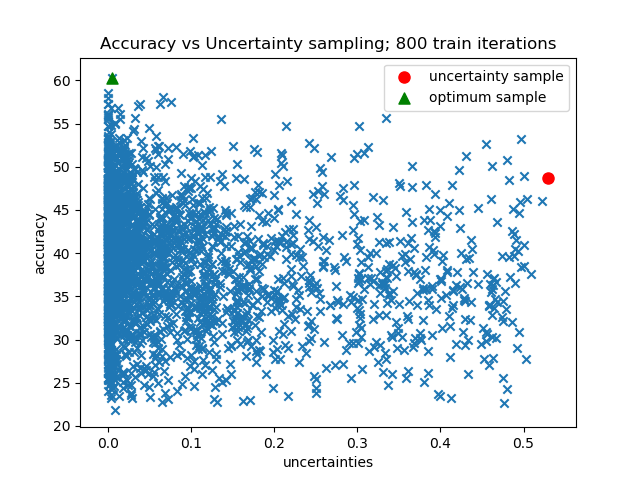 Accuracy vs Uncertainty sampling; 800 train iterations
uncertainty sample
optimum sample
accuracy
60
55
50
45
40
35
30
25
20
0.0 0.1 0.2 0.3 0.4 0.5
uncertainties